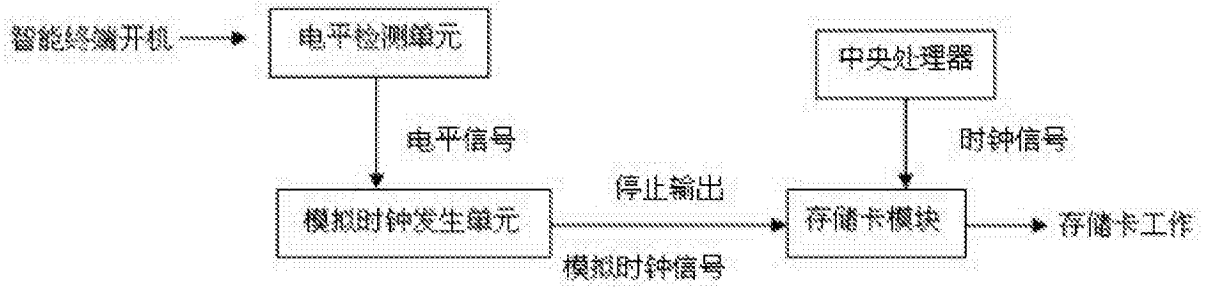 智能终端开机
电平检测单元
中央处理器
电平信号
时钟信号
停止输出
模拟时钟发生单元
存储卡模块
存储卡工作
模拟时钟信号